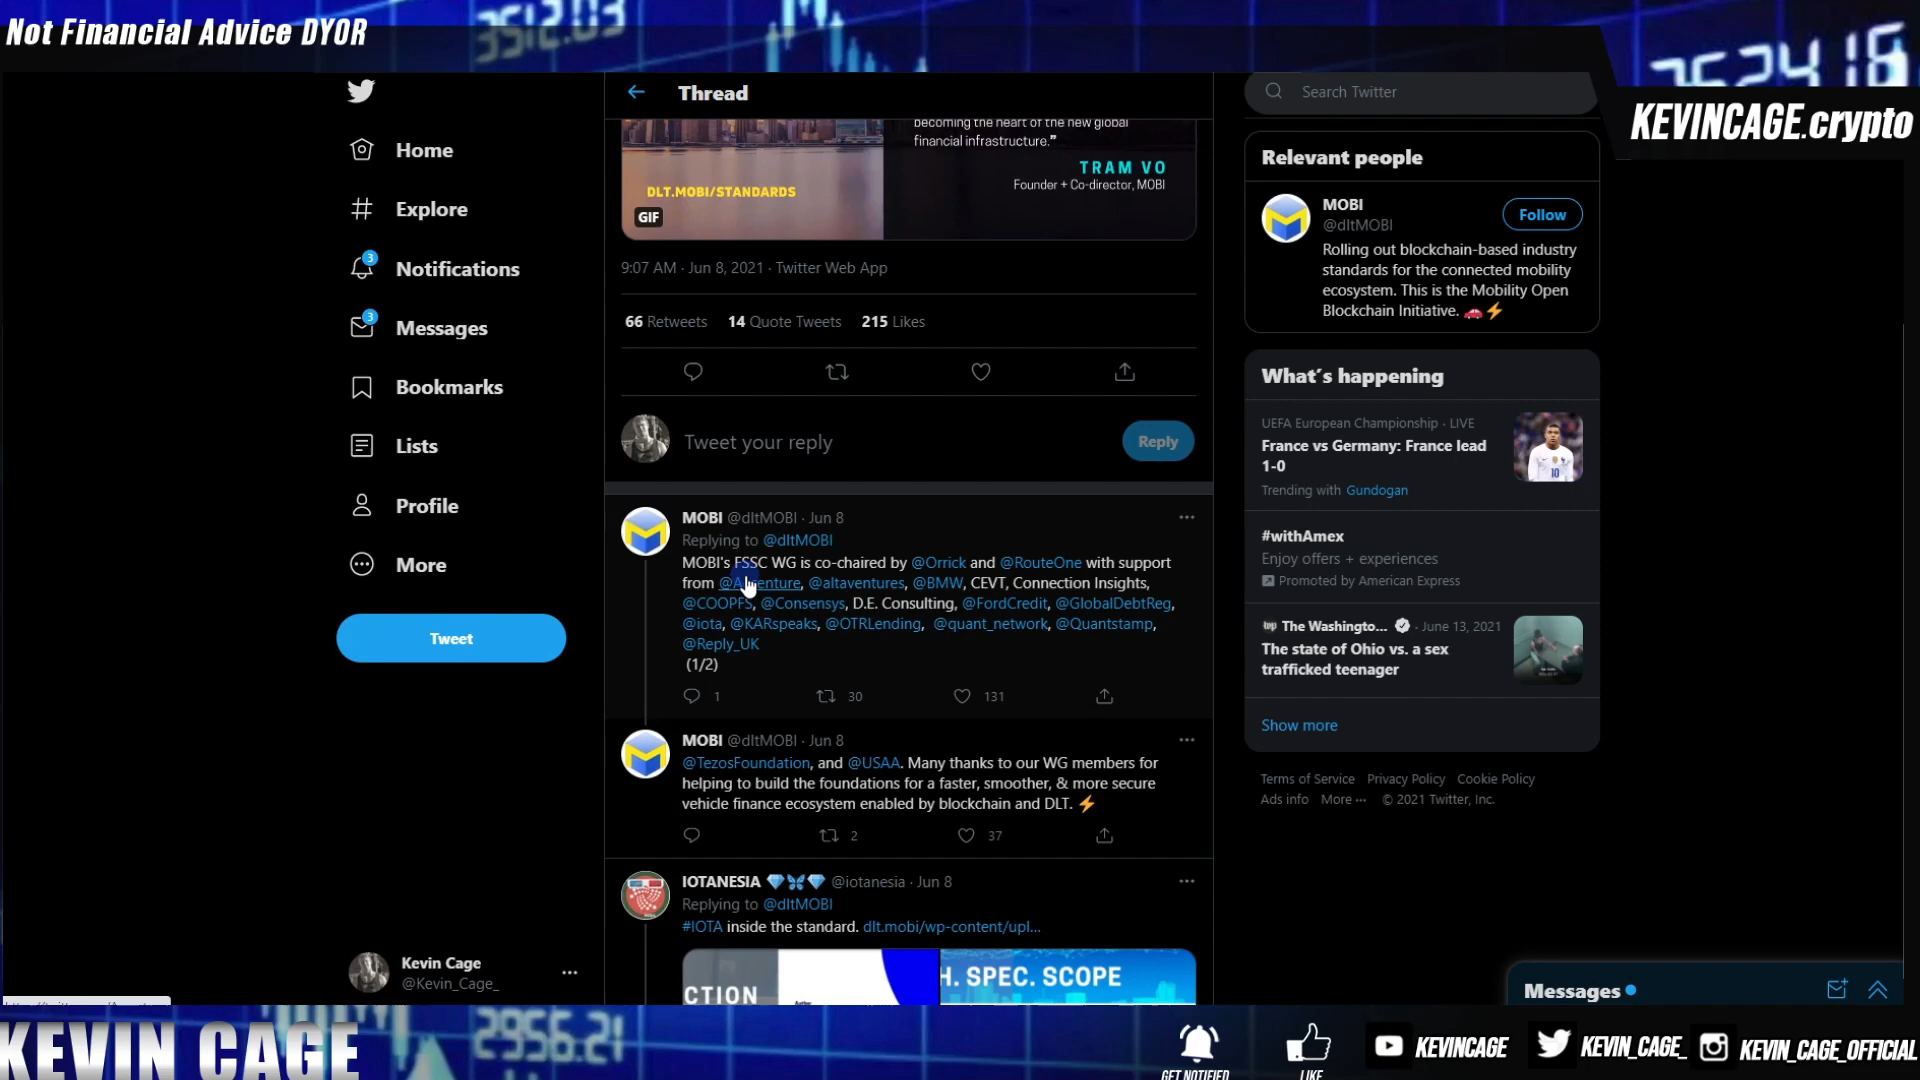 Not Financial Advice DYOR
3512.03
KEVINCAGE.crypto
Home
Explore
3
Notifications
3
Messages
Bookmarks
Lists
Profile
More
Tweet
Kevin Cage
@Kevin_Cage_
Thread
becoming the heart of the new global
financial infrastructure.”
TRAM VO
Founder + Co-director, MOBI
DLT.MOBI/STANDARDS
GIF
9:07 AM · Jun 8, 2021 · Twitter Web App
66 Retweets 14 Quote Tweets 215 Likes
Tweet your reply
Reply
MOBI @dltMOBI · Jun 8
Replying to @dltMOBI
MOBI's FSSC WG is co-chaired by @Orrick and @RouteOne with support
from @Accenture, @altaventures, @BMW, CEVT, Connection Insights,
@COOPFS, @Consensys, D.E. Consulting, @FordCredit, @GlobalDebtReg,
@iota, @KARspeaks, @OTRLending, @quant_network, @Quantstamp,
@Reply_UK
(1/2)
1 30 131
MOBI @dltMOBI · Jun 8
@TezosFoundation, and @USAA. Many thanks to our WG members for
helping to build the foundations for a faster, smoother, & more secure
vehicle finance ecosystem enabled by blockchain and DLT. ⚡
2 37
IOTANESIA 💎🦋💎 @iotanesia · Jun 8
Replying to @dltMOBI
#IOTA inside the standard. dlt.mobi/wp-content/upl...
CTION
H. SPEC. SCOPE
Search Twitter
Relevant people
MOBI
@dltMOBI
Follow
Rolling out blockchain-based industry
standards for the connected mobility
ecosystem. This is the Mobility Open
Blockchain Initiative. 🚗⚡
What's happening
UEFA European Championship · LIVE
France vs Germany: France lead
1-0
Trending with Gundogan
#withAmex
Enjoy offers + experiences
Promoted by American Express
The Washingto... · June 13, 2021
The state of Ohio vs. a sex
trafficked teenager
Show more
Terms of Service Privacy Policy Cookie Policy
Ads info More ··· © 2021 Twitter, Inc.
Messages
KEVIN CAGE
2956.21
GET NOTIFIED
LIKE
KEVINCAGE
KEVIN_CAGE_
KEVIN_CAGE_OFFICIAL